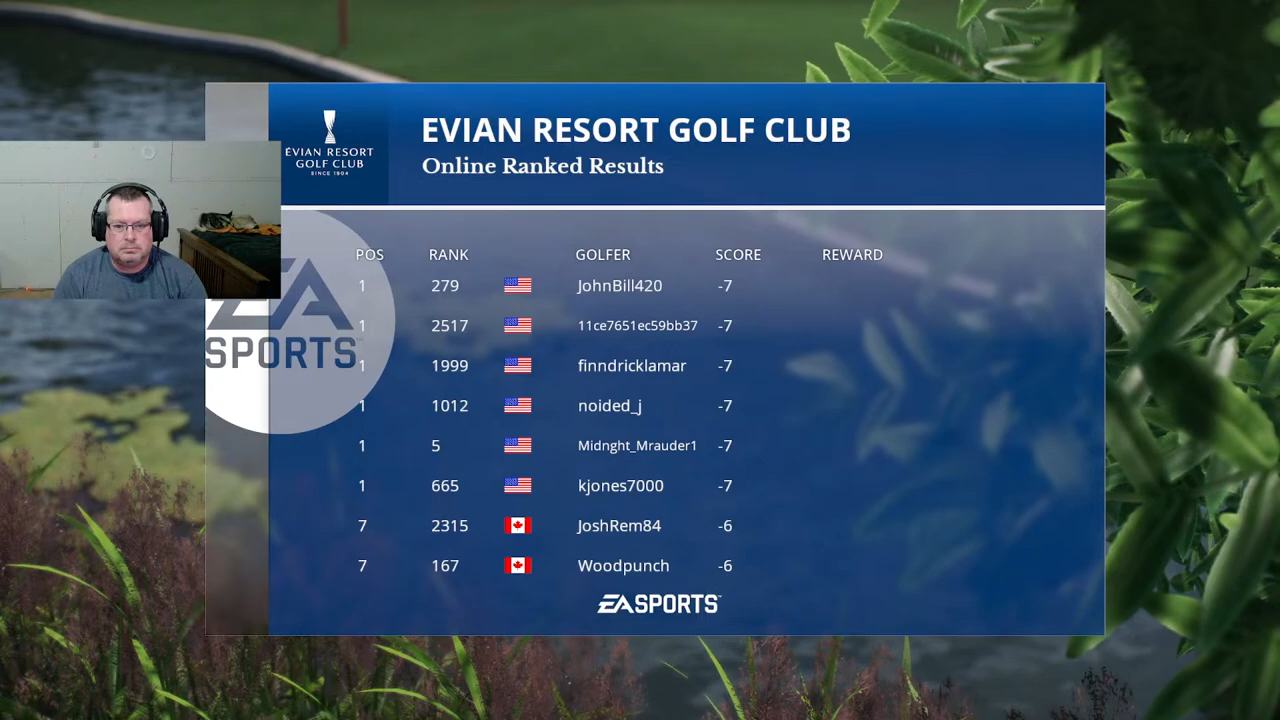 EVIAN RESORT GOLF CLUB
Online Ranked Results
ÉVIAN RESORT
GOLF CLUB
SINCE 1904
POS RANK GOLFER SCORE REWARD
1 279 JohnBill420 -7
1 2517 11ce7651ec59bb37 -7
1 1999 finndricklamar -7
1 1012 noided_j -7
1 5 Midnght_Mrauder1 -7
1 665 kjones7000 -7
7 2315 JoshRem84 -6
7 167 Woodpunch -6
EA
SPORTS
EA SPORTS